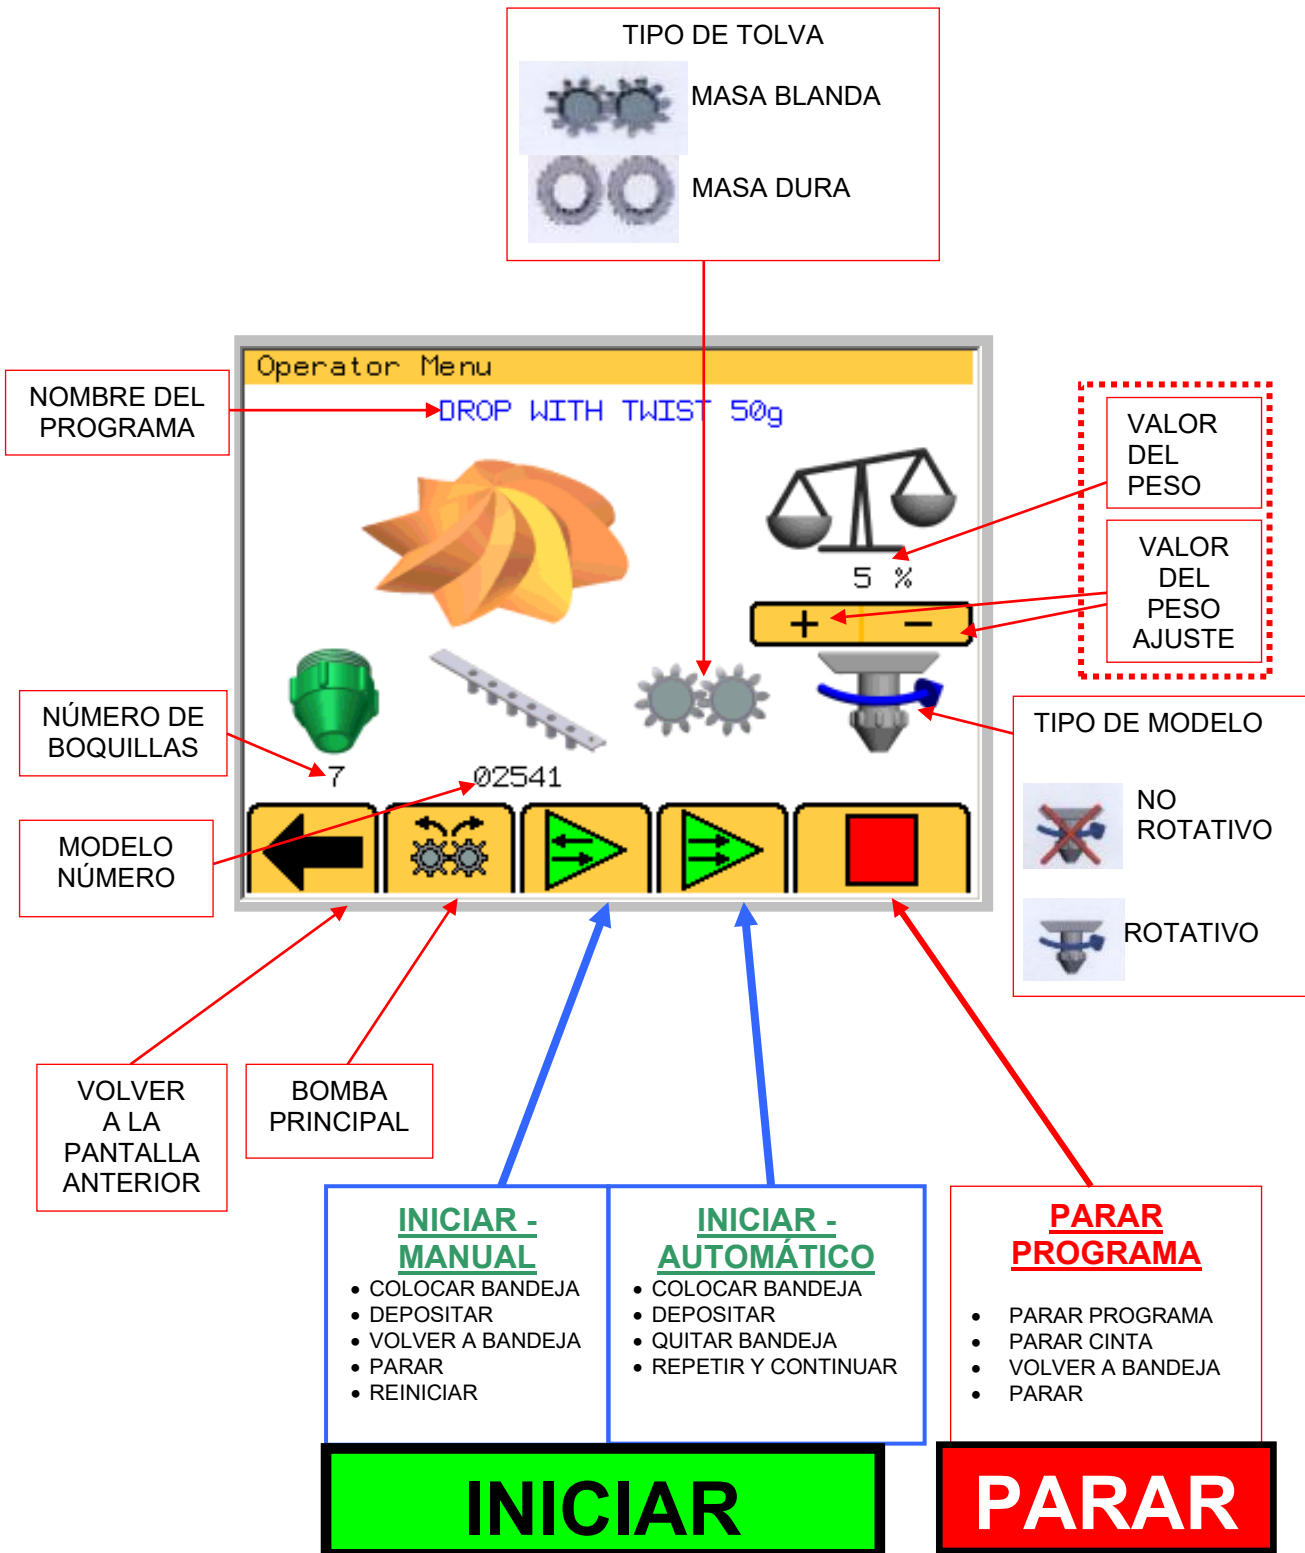 TIPO DE TOLVA
MASA BLANDA
MASA DURA
Operator Menu
DROP WITH TWIST 50g
NOMBRE DEL
PROGRAMA
VALOR
DEL
PESO
5 %
VALOR
DEL
PESO
AJUSTE
+ −
NÚMERO DE
BOQUILLAS
7
02541
MODELO
NÚMERO
TIPO DE MODELO
NO
ROTATIVO
ROTATIVO
VOLVER
A LA
PANTALLA
ANTERIOR
BOMBA
PRINCIPAL
INICIAR -
MANUAL
• COLOCAR BANDEJA
• DEPOSITAR
• VOLVER A BANDEJA
• PARAR
• REINICIAR
INICIAR -
AUTOMÁTICO
• COLOCAR BANDEJA
• DEPOSITAR
• QUITAR BANDEJA
• REPETIR Y CONTINUAR
PARAR
PROGRAMA
• PARAR PROGRAMA
• PARAR CINTA
• VOLVER A BANDEJA
• PARAR
INICIAR
PARAR